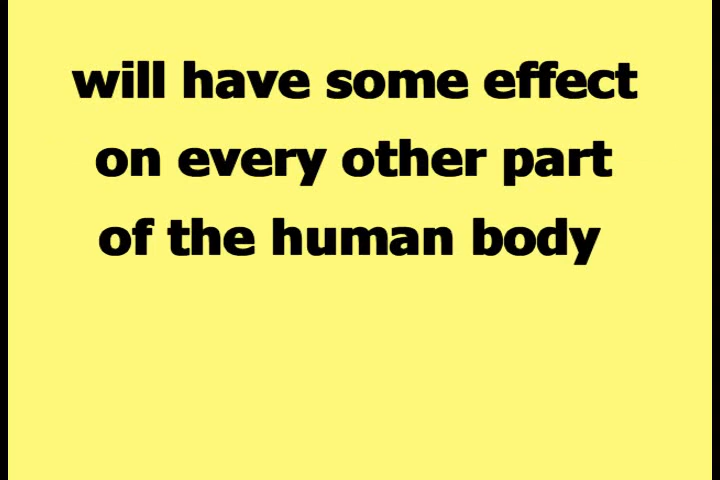 will have some effect
on every other part
of the human body